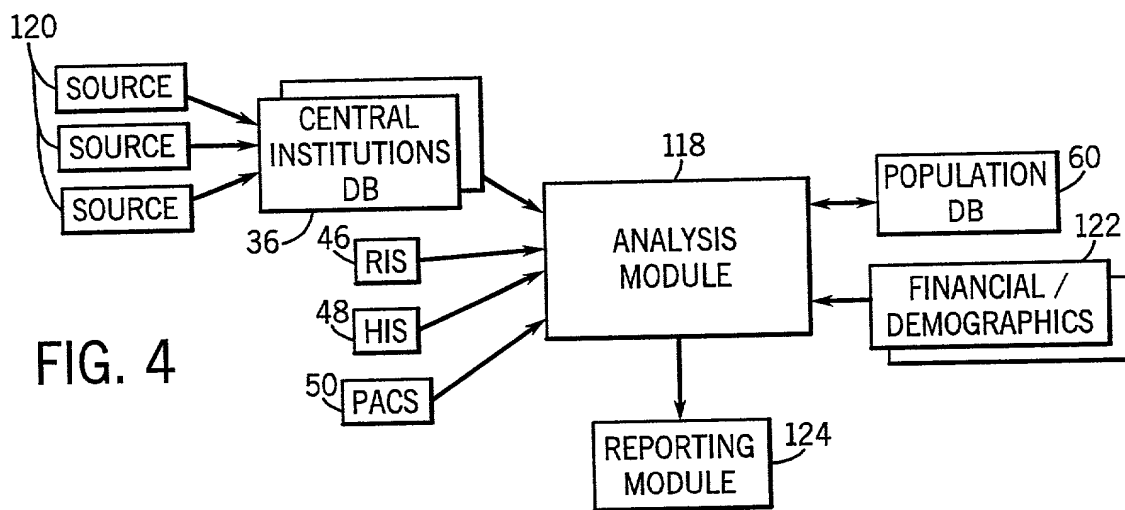 120
SOURCE
SOURCE
SOURCE
CENTRAL
INSTITUTIONS
DB
36
46
RIS
48
HIS
50
PACS
118
ANALYSIS
MODULE
POPULATION
DB
60
122
FINANCIAL /
DEMOGRAPHICS
REPORTING
MODULE
124
FIG. 4